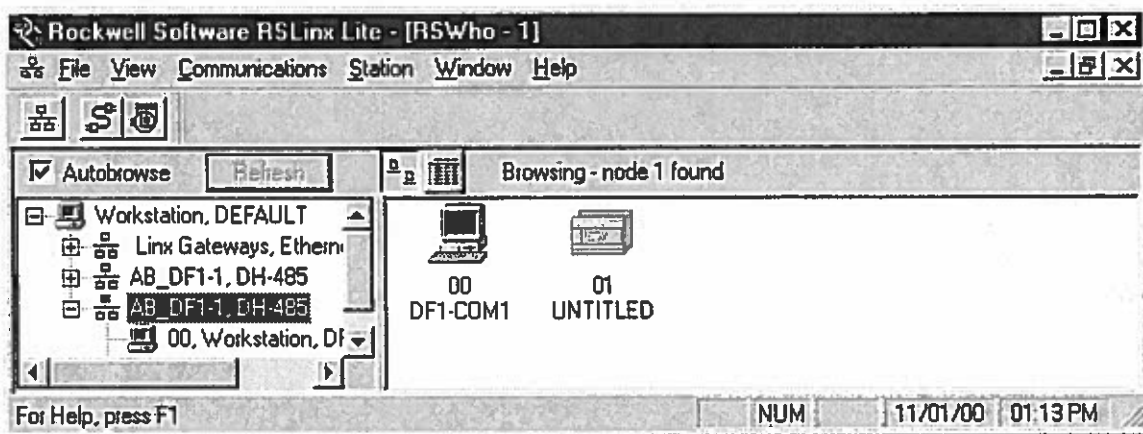 Rockwell Software RSLinx Lite - [RSWho - 1]
File View Communications Station Window Help
Autobrowse Refresh Browsing - node 1 found
Workstation, DEFAULT
Linx Gateways, Ethern
AB_DF1-1, DH-485
AB_DF1-1, DH-485
00, Workstation, DF
00 01
DF1-COM1 UNTITLED
For Help, press F1 NUM 11/01/00 01:13 PM